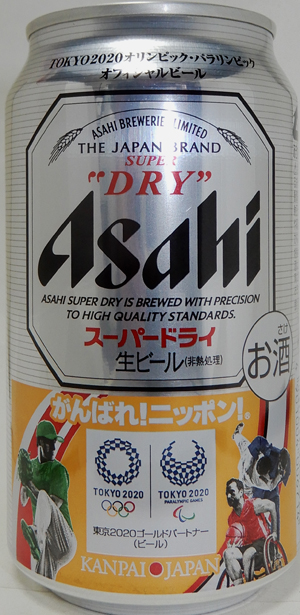 TOKYO2020オリンピック・パラリンピック
オフィシャルビール
ASAHI BREWERIES LIMITED
THE JAPAN BRAND
SUPER
"DRY"
Asahi
ASAHI SUPER DRY IS BREWED WITH PRECISION
TO HIGH QUALITY STANDARDS.
スーパードライ
生ビール(非熱処理)
さけ
お酒
がんばれ!ニッポン!®
TOKYO 2020
TOKYO 2020
PARALYMPIC GAMES
東京2020ゴールドパートナー
(ビール)
KANPAI JAPAN